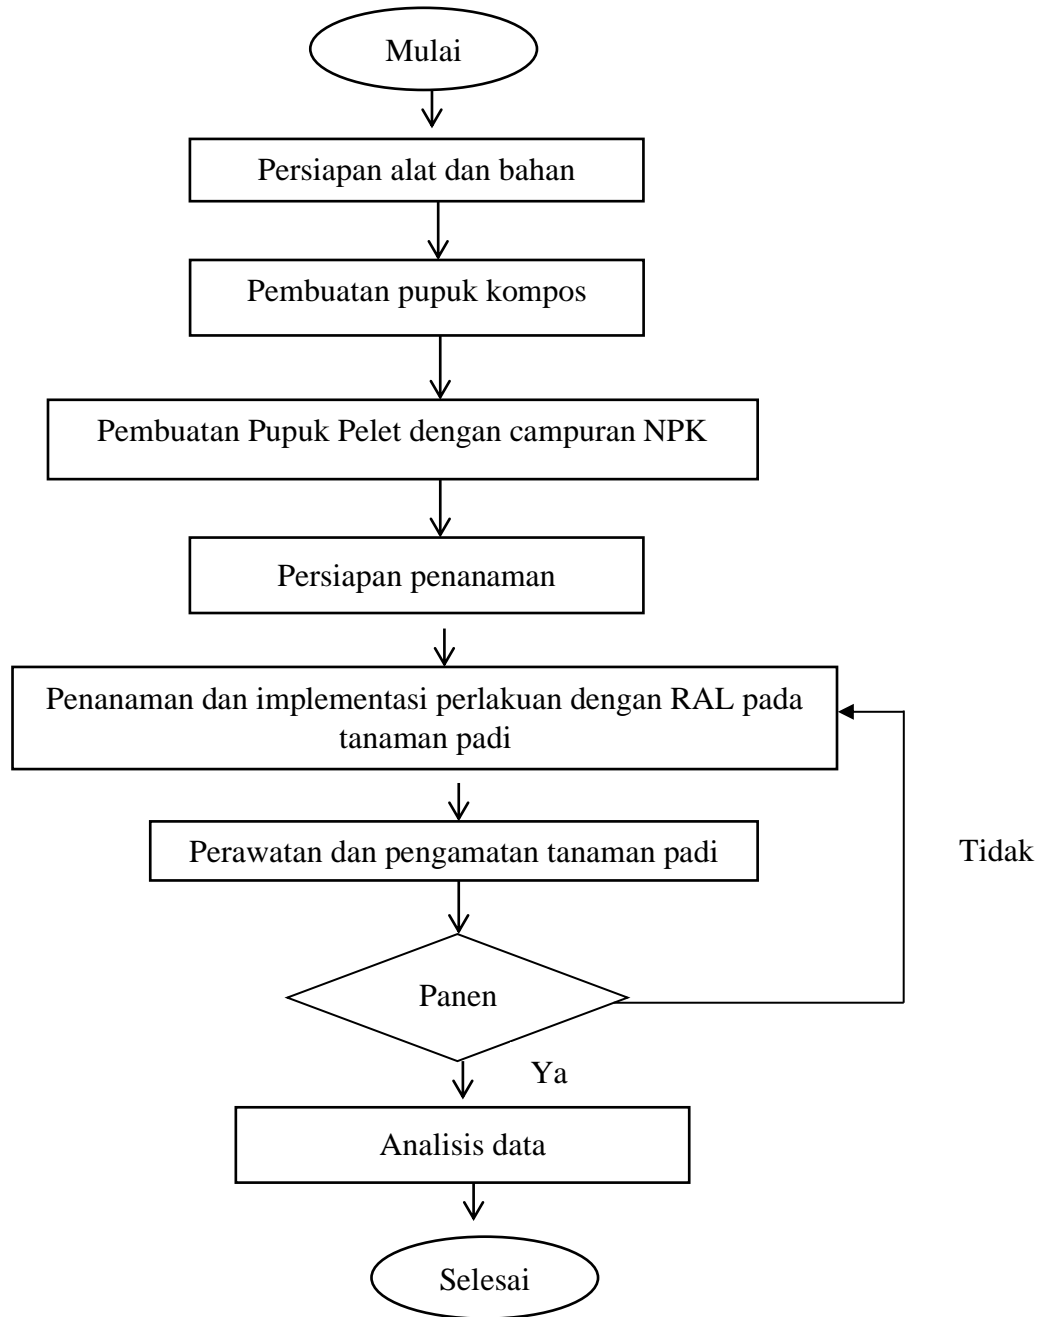 Mulai
Persiapan alat dan bahan
Pembuatan pupuk kompos
Pembuatan Pupuk Pelet dengan campuran NPK
Persiapan penanaman
Penanaman dan implementasi perlakuan dengan RAL pada
tanaman padi
Perawatan dan pengamatan tanaman padi
Tidak
Panen
Ya
Analisis data
Selesai